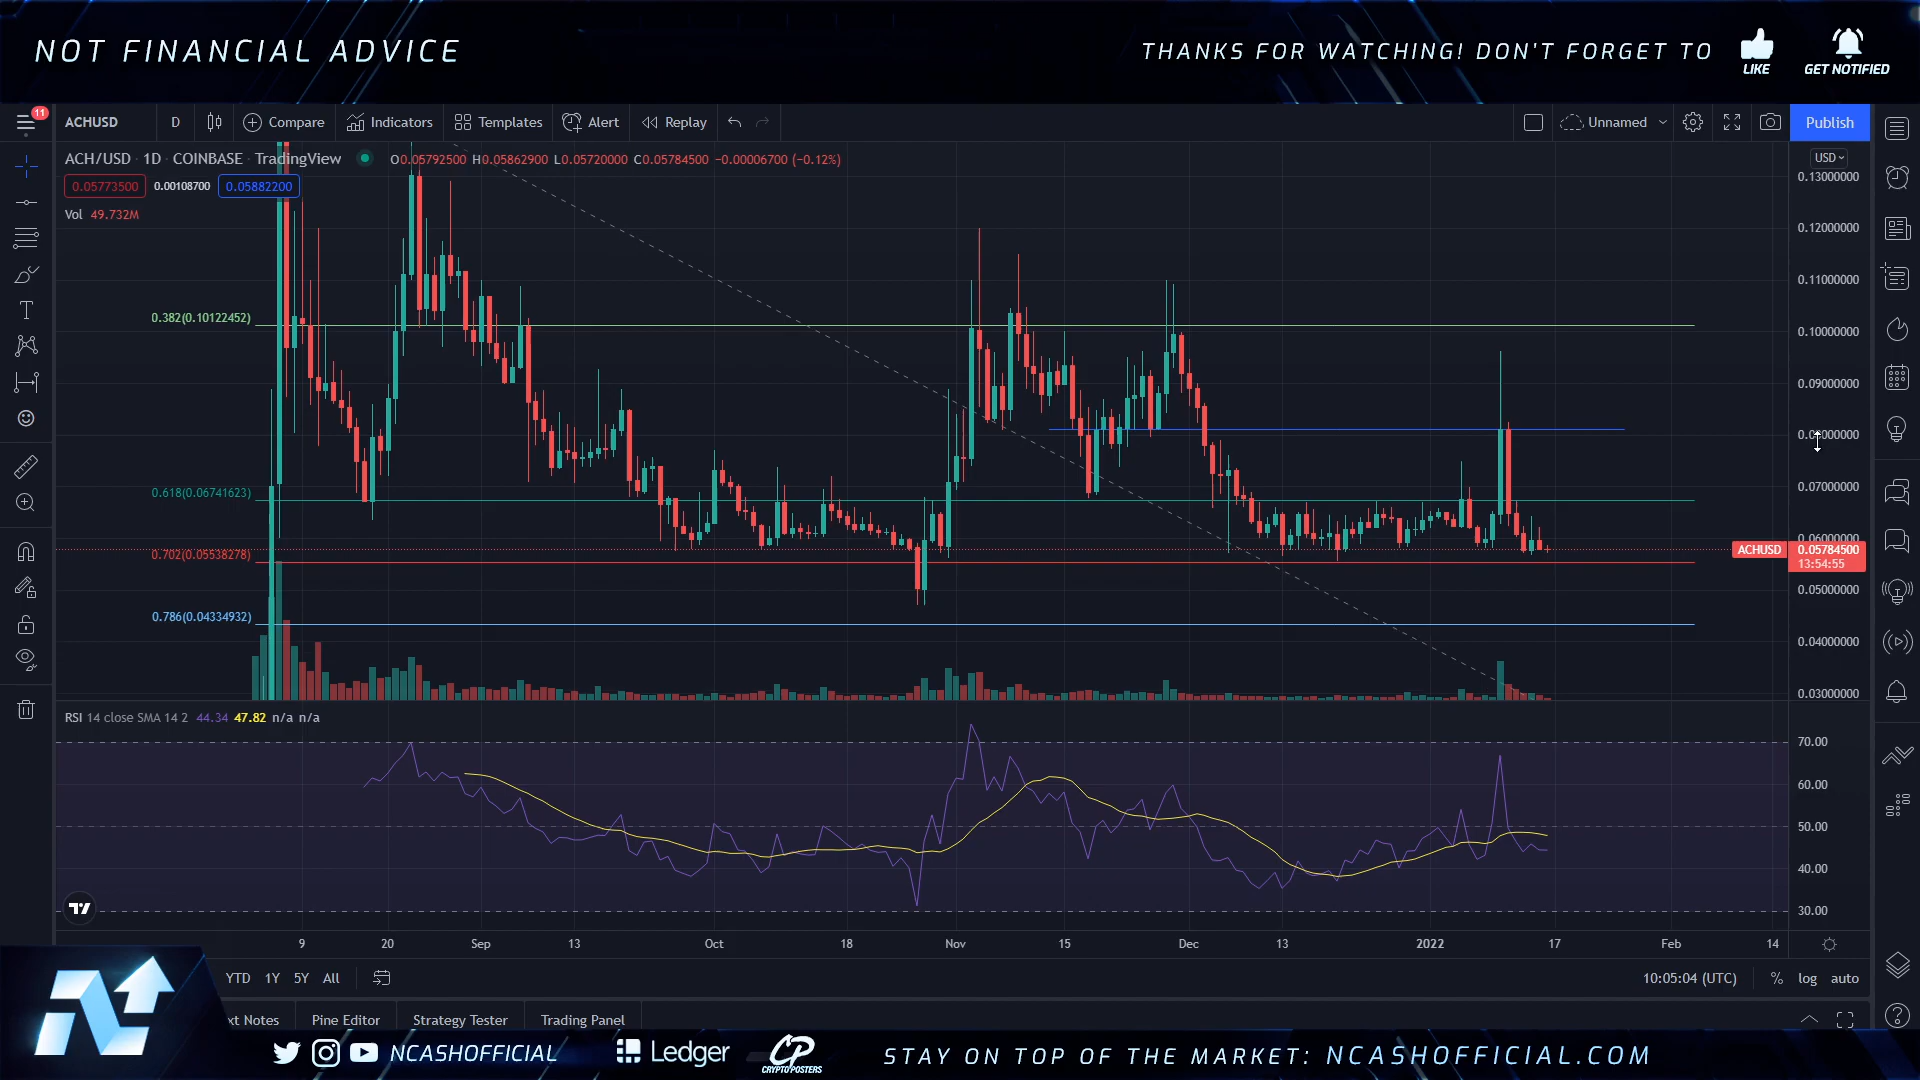 NOT FINANCIAL ADVICE
THANKS FOR WATCHING! DON'T FORGET TO
LIKE
GET NOTIFIED
11
ACHUSD D Compare Indicators Templates Alert Replay Unnamed Publish
ACH/USD · 1D · COINBASE · TradingView O0.05792500 H0.05862900 L0.05720000 C0.05784500 −0.00006700 (−0.12%)
USD
0.05773500 0.00108700 0.05882200
Vol 49.732M
0.13000000
0.12000000
0.11000000
0.10000000
0.09000000
0.07000000
0.06000000
0.05000000
0.04000000
0.03000000
0.382(0.10122452)
0.618(0.06741623)
0.702(0.05538278)
0.786(0.04334932)
ACHUSD 0.05784500
13:54:55
RSI 14 close SMA 14 2 44.34 47.82 n/a n/a
70.00
60.00
50.00
40.00
30.00
9 20 Sep 13 Oct 18 Nov 15 Dec 13 2022 17 Feb 14
YTD 1Y 5Y All
10:05:04 (UTC) % log auto
xt Notes Pine Editor Strategy Tester Trading Panel
NCASHOFFICIAL
Ledger
CP
CRYPTOPOSTERS
STAY ON TOP OF THE MARKET: NCASHOFFICIAL.COM